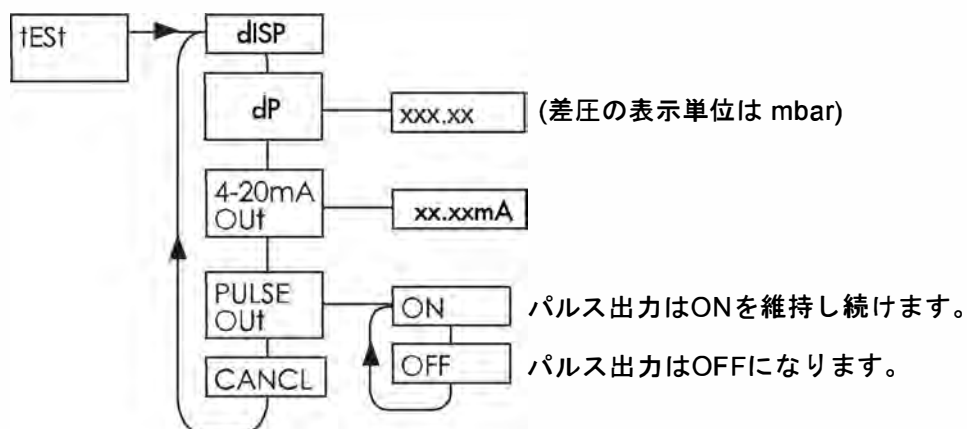 tESt
dISP
dP
xxx.xx (差圧の表示単位は mbar)
4-20mA
OUt
xx.xxmA
PULSE
OUt
ON パルス出力はONを維持し続けます。
OFF パルス出力はOFFになります。
CANCL